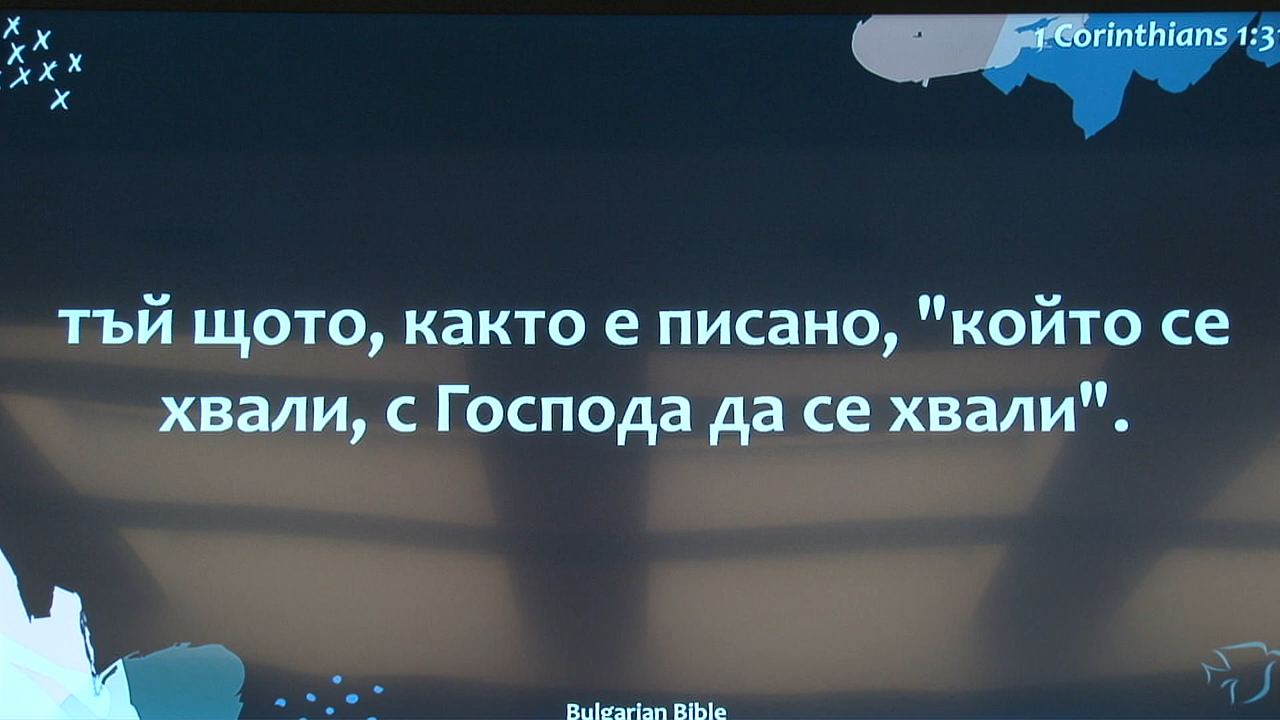 1 Corinthians 1:31
тъй щото, както е писано, "който се
хвали, с Господа да се хвали".
Bulgarian Bible